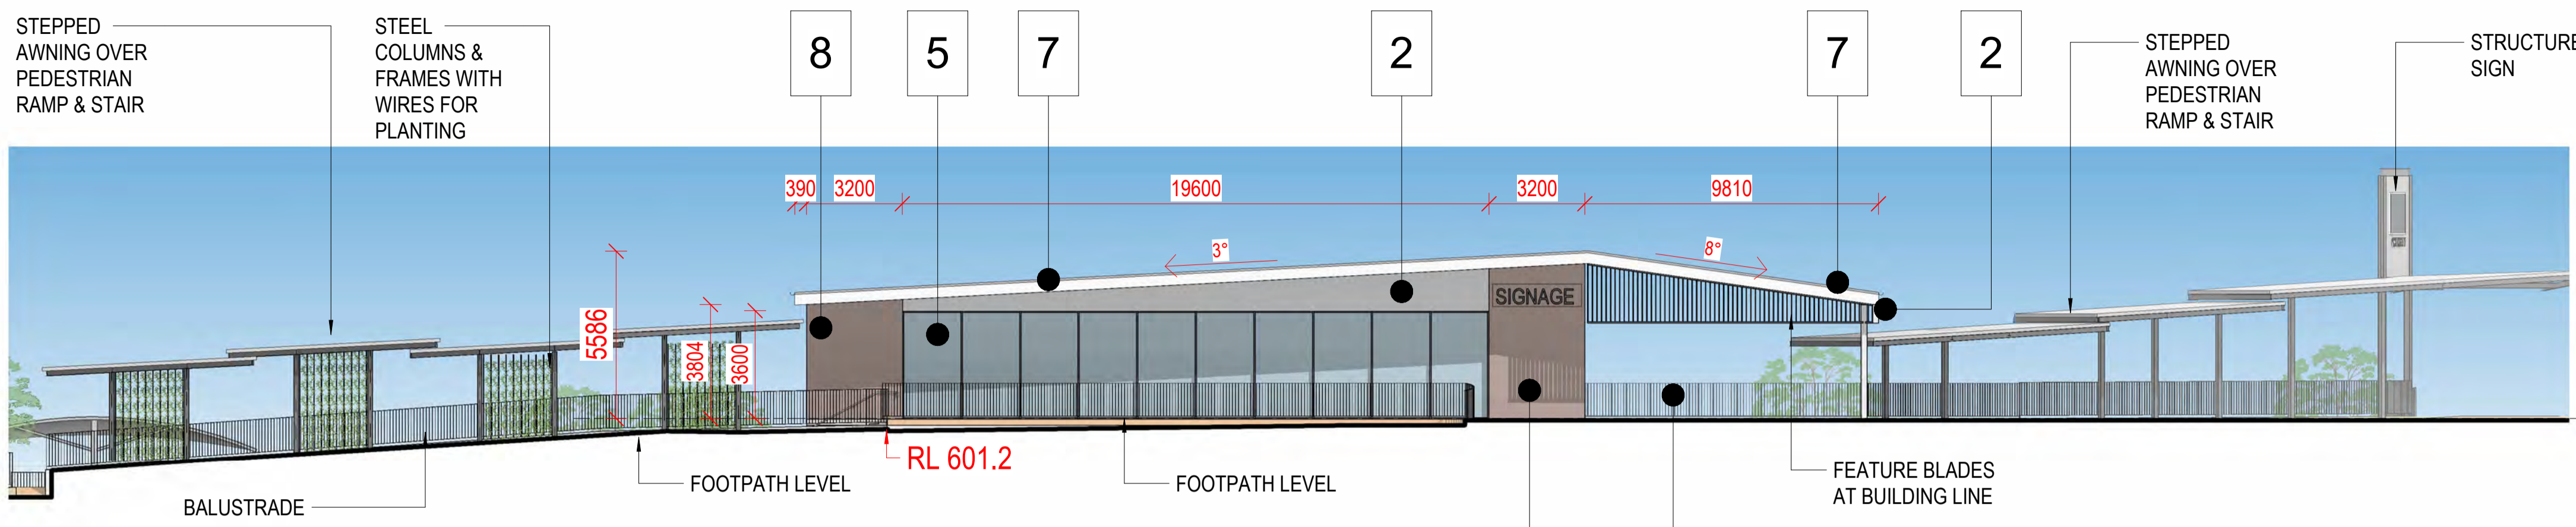 STEPPED
AWNING OVER
PEDESTRIAN
RAMP & STAIR
STEEL
COLUMNS &
FRAMES WITH
WIRES FOR
PLANTING
8
5
7
2
7
2
STEPPED
AWNING OVER
PEDESTRIAN
RAMP & STAIR
STRUCTURE
SIGN
390
3200
19600
3200
9810
3°
8°
SIGNAGE
5586
3804
3600
RL 601.2
FOOTPATH LEVEL
FOOTPATH LEVEL
BALUSTRADE
FEATURE BLADES
AT BUILDING LINE